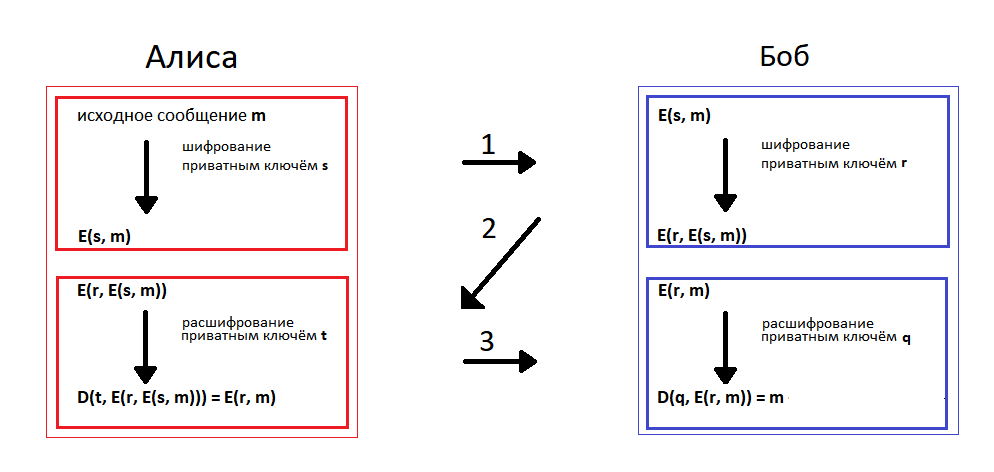 Алиса
Боб
исходное сообщение m
шифрование
приватным ключём s
E(s, m)
1
E(s, m)
шифрование
приватным ключём r
E(r, E(s, m))
2
E(r, E(s, m))
расшифрование
приватным ключём t
D(t, E(r, E(s, m))) = E(r, m)
3
E(r, m)
расшифрование
приватным ключём q
D(q, E(r, m)) = m